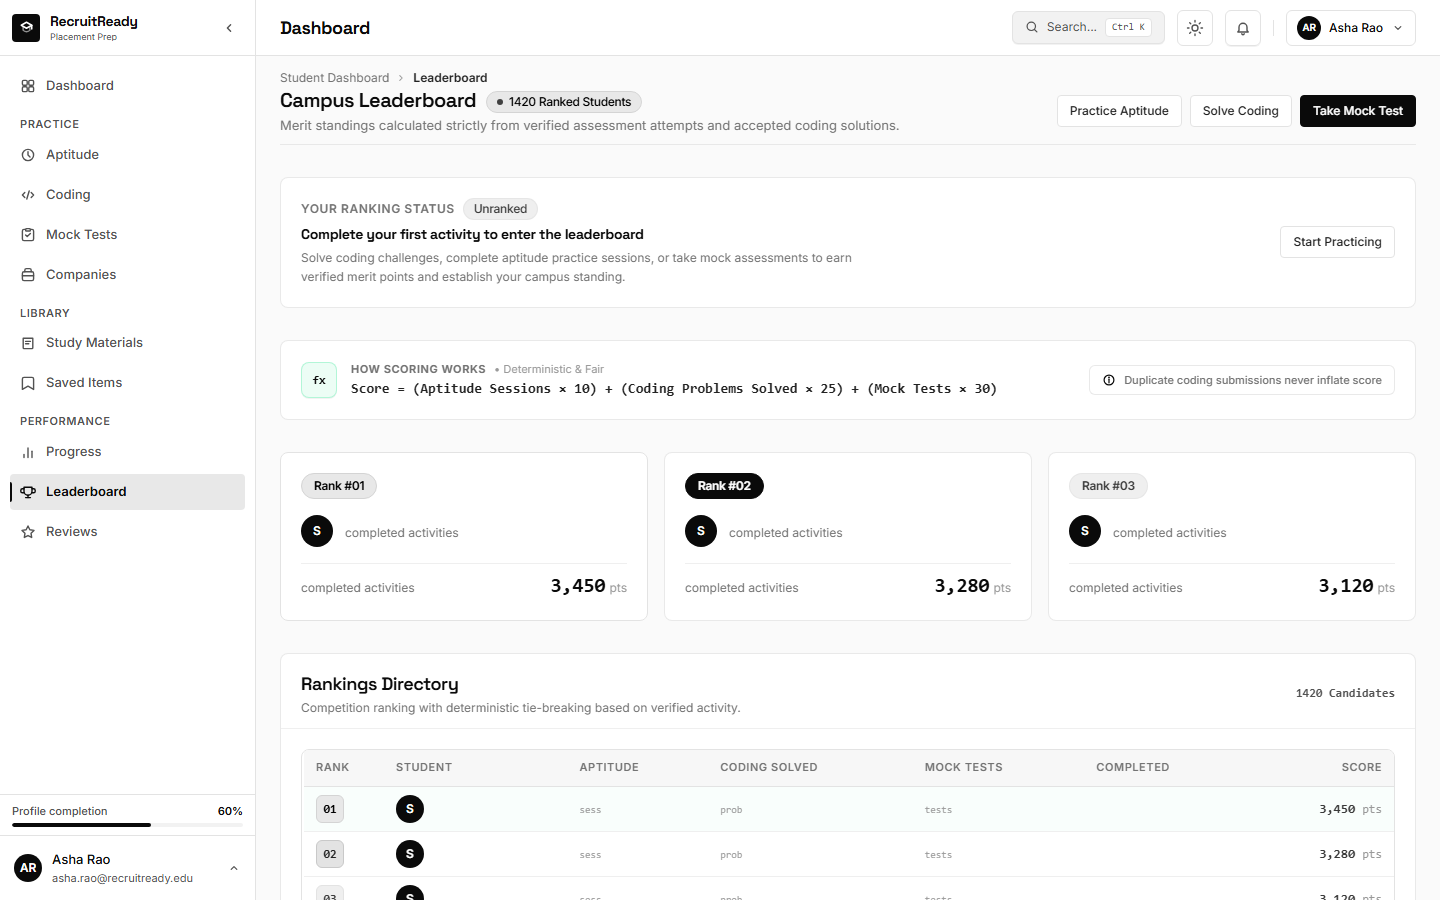 RecruitReady
Placement Prep
Dashboard
PRACTICE
Aptitude
Coding
Mock Tests
Companies
LIBRARY
Study Materials
Saved Items
PERFORMANCE
Progress
Leaderboard
Reviews
Profile completion 60%
AR Asha Rao
asha.rao@recruitready.edu
Dashboard
Search... Ctrl K
AR Asha Rao
Student Dashboard › Leaderboard
Campus Leaderboard • 1420 Ranked Students
Merit standings calculated strictly from verified assessment attempts and accepted coding solutions.
Practice Aptitude Solve Coding Take Mock Test
YOUR RANKING STATUS Unranked
Complete your first activity to enter the leaderboard
Solve coding challenges, complete aptitude practice sessions, or take mock assessments to earn
verified merit points and establish your campus standing.
Start Practicing
fx
HOW SCORING WORKS • Deterministic & Fair
Score = (Aptitude Sessions × 10) + (Coding Problems Solved × 25) + (Mock Tests × 30)
Duplicate coding submissions never inflate score
Rank #01
S completed activities
completed activities 3,450 pts
Rank #02
S completed activities
completed activities 3,280 pts
Rank #03
S completed activities
completed activities 3,120 pts
Rankings Directory
Competition ranking with deterministic tie-breaking based on verified activity.
1420 Candidates
RANK STUDENT APTITUDE CODING SOLVED MOCK TESTS COMPLETED SCORE
01 S sess prob tests 3,450 pts
02 S sess prob tests 3,280 pts
03 S sess prob tests 3,120 pts